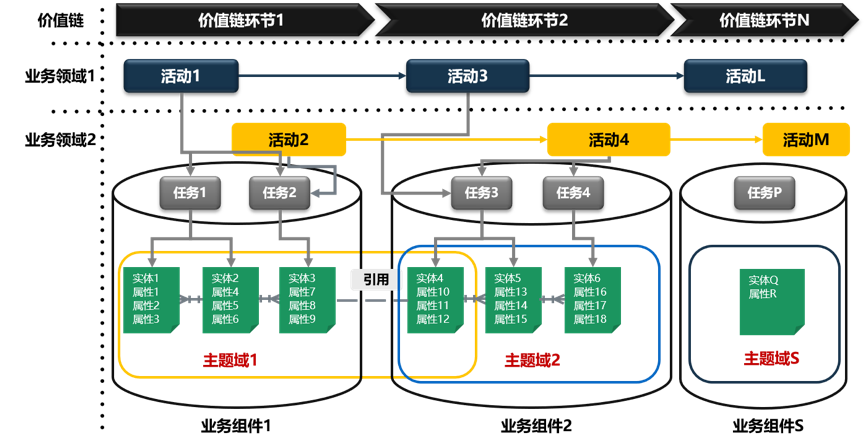 价值链
价值链环节1
价值链环节2
价值链环节N
业务领域1
活动1
活动3
活动L
业务领域2
活动2
活动4
活动M
任务1
任务2
任务3
任务4
任务P
实体1
属性1
属性2
属性3
实体2
属性4
属性5
属性6
实体3
属性7
属性8
属性9
引用
实体4
属性10
属性11
属性12
实体5
属性13
属性14
属性15
实体6
属性16
属性17
属性18
实体Q
属性R
主题域1
主题域2
主题域S
业务组件1
业务组件2
业务组件S